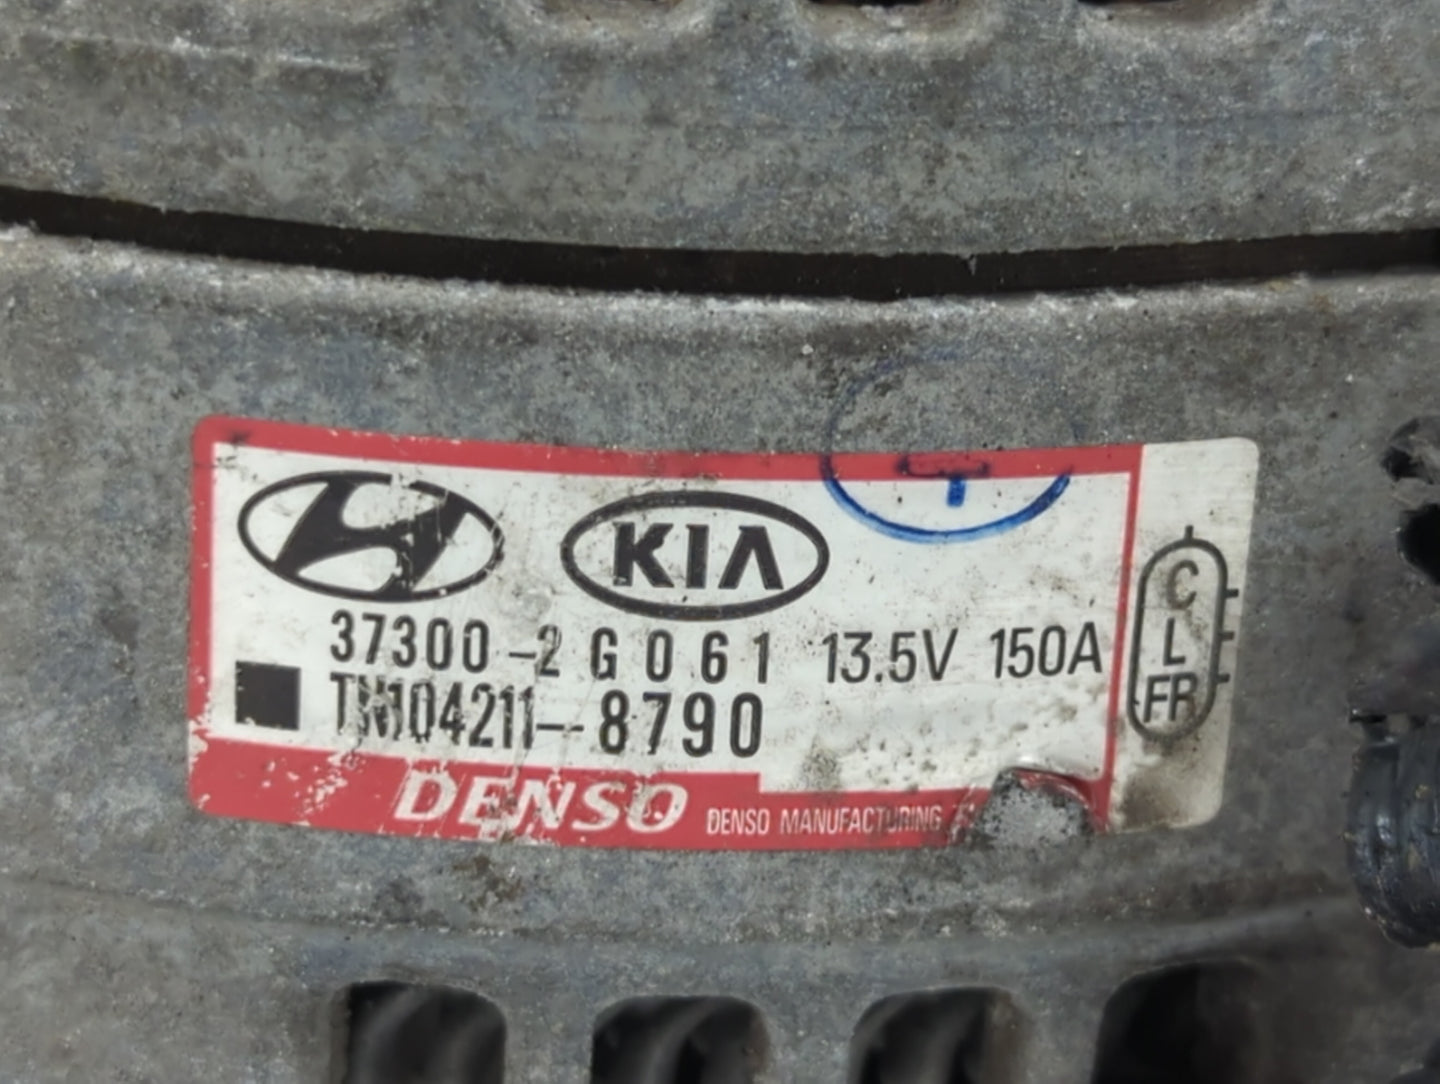 KIA
37300-2G061 13.5V 150A
TN104211-8790
DENSO DENSO MANUFACTURING
C
L
FR